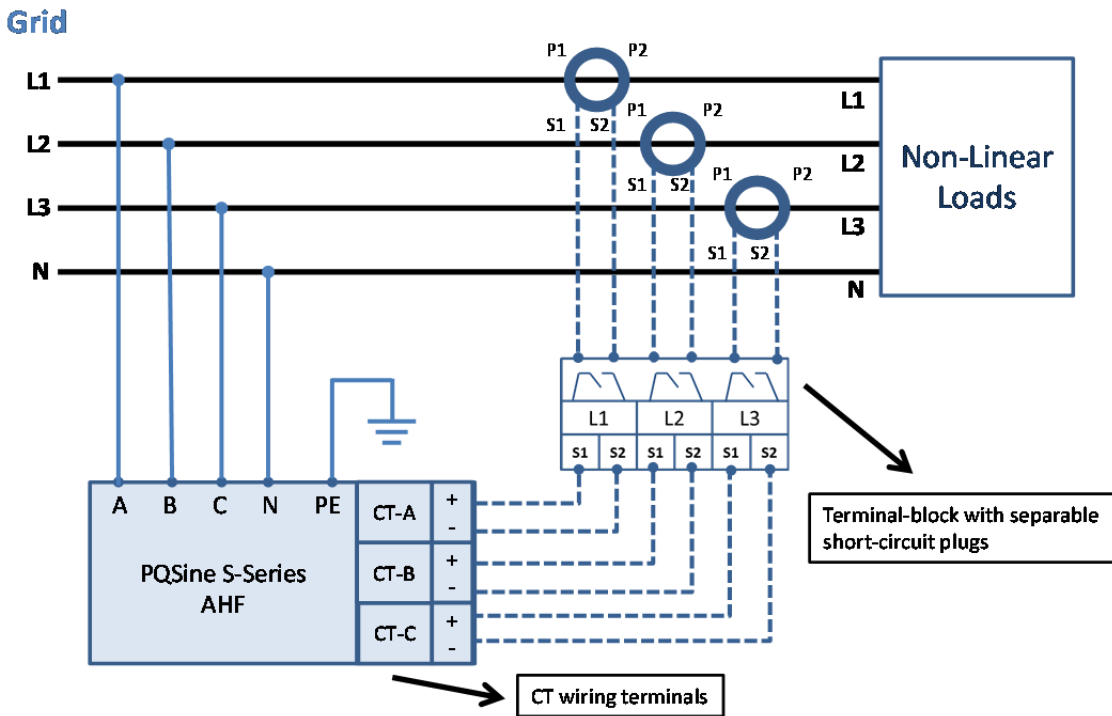 Grid
P1 P2
L1 L1
S1 S2 P1 P2
L2 L2
Non-Linear
Loads
S1 S2 P1 P2
L3 L3
S1 S2
N N
L1 L2 L3
S1 S2 S1 S2 S1 S2
A B C N PE
CT-A + -
CT-B + -
CT-C + -
PQSine S-Series
AHF
Terminal-block with separable
short-circuit plugs
CT wiring terminals